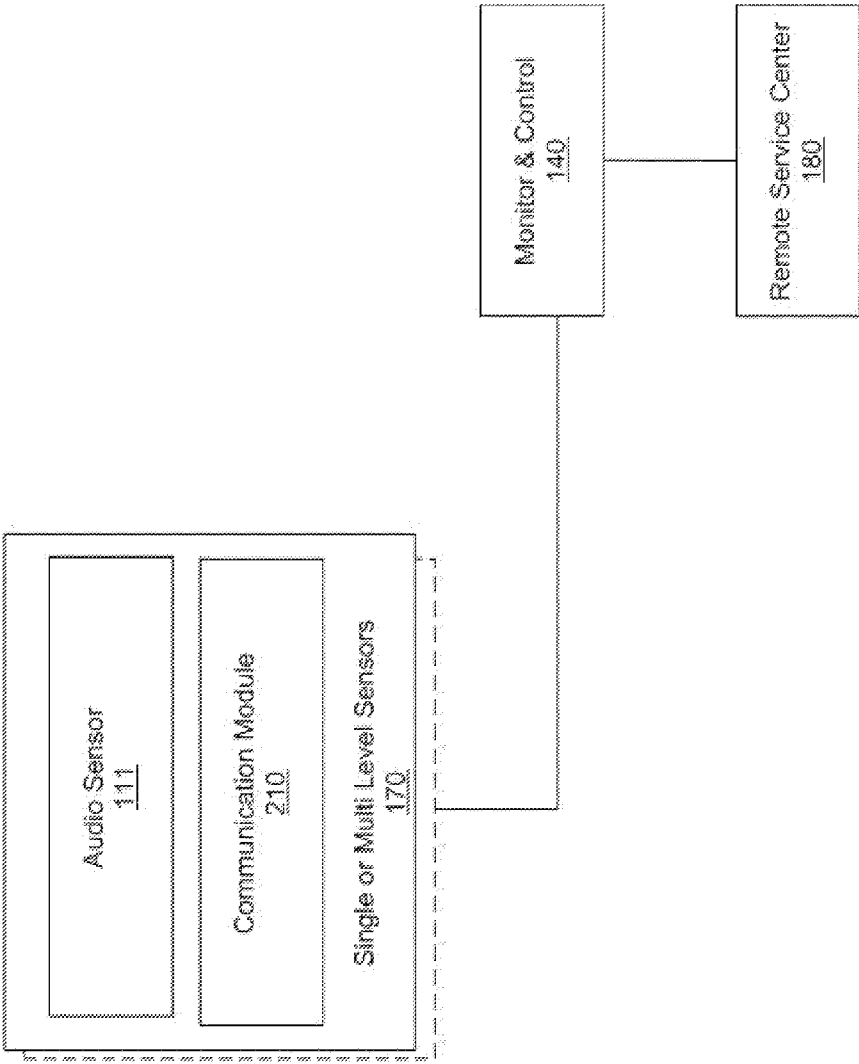 Audio Sensor
111
Communication Module
210
Single or Multi Level Sensors
170
Monitor & Control
140
Remote Service Center
180